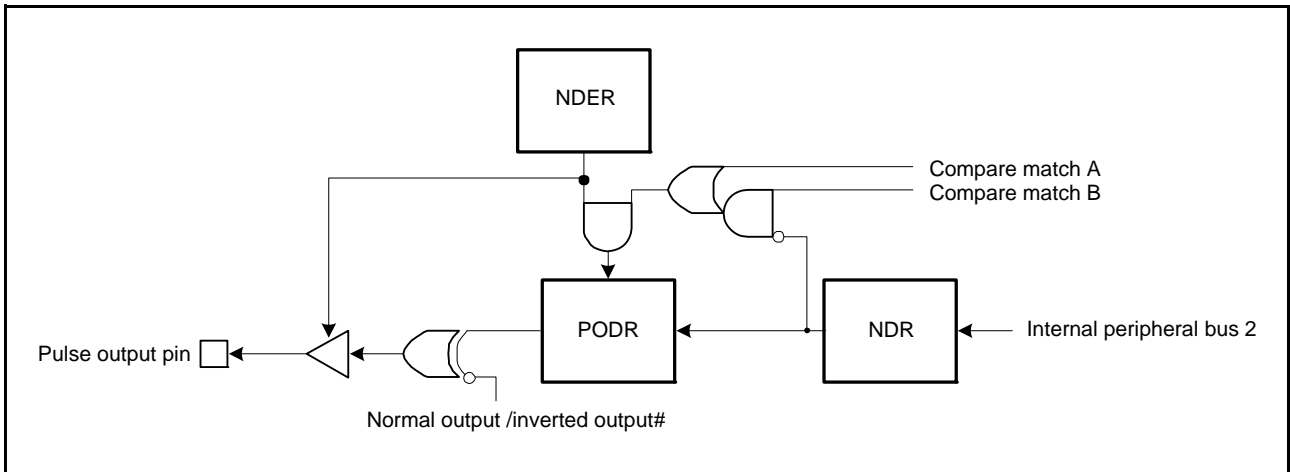 NDER
Compare match A
Compare match B
PODR
NDR
Internal peripheral bus 2
Pulse output pin
Normal output /inverted output#